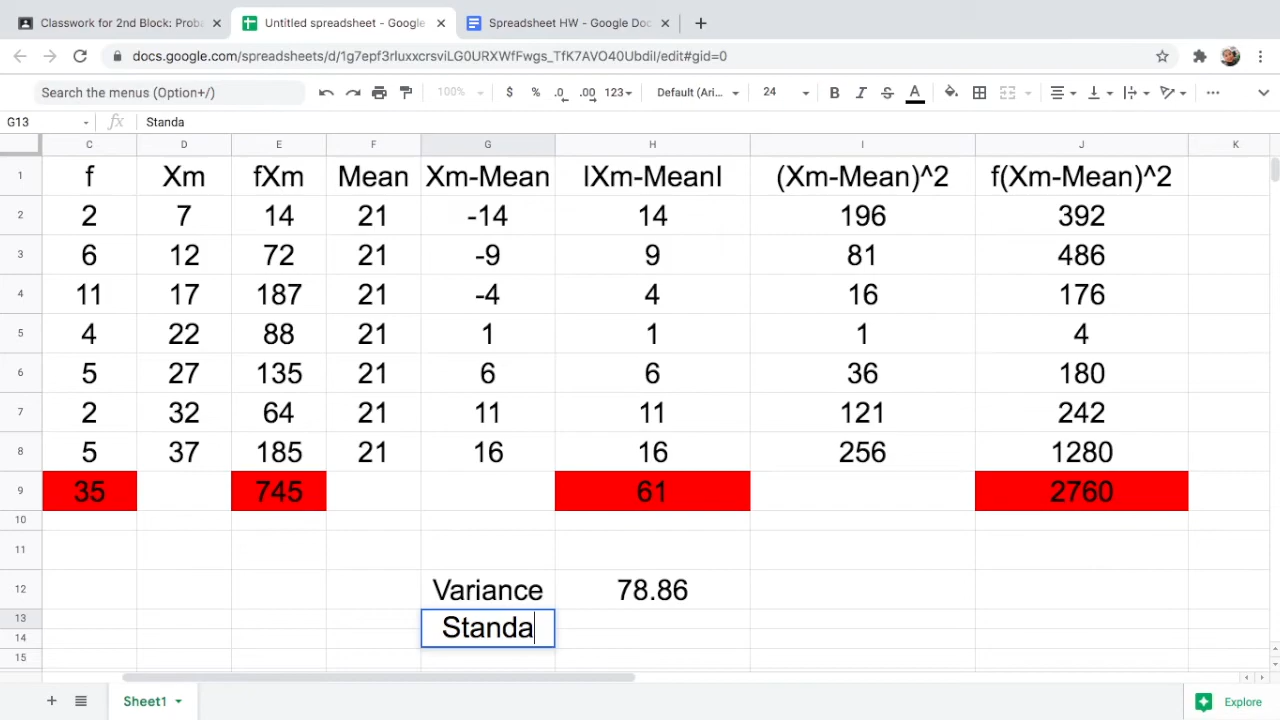 Classwork for 2nd Block: Proba
Untitled spreadsheet - Google
Spreadsheet HW - Google Doc
docs.google.com/spreadsheets/d/1g7epf3rIuxxcrsviLG0URXWfFwgs_TfK7AVO40UbdiI/edit#gid=0
Search the menus (Option+/) 100% $ % .0 .00 123 Default (Ari... 24 B I S A
G13 fx Standa
C D E F G H I J K
1 f Xm fXm Mean Xm-Mean IXm-MeanI (Xm-Mean)^2 f(Xm-Mean)^2
2 2 7 14 21 -14 14 196 392
3 6 12 72 21 -9 9 81 486
4 11 17 187 21 -4 4 16 176
5 4 22 88 21 1 1 1 4
6 5 27 135 21 6 6 36 180
7 2 32 64 21 11 11 121 242
8 5 37 185 21 16 16 256 1280
9 35 745 61 2760
10
11
12 Variance 78.86
13 Standa
14
15
Sheet1 Explore